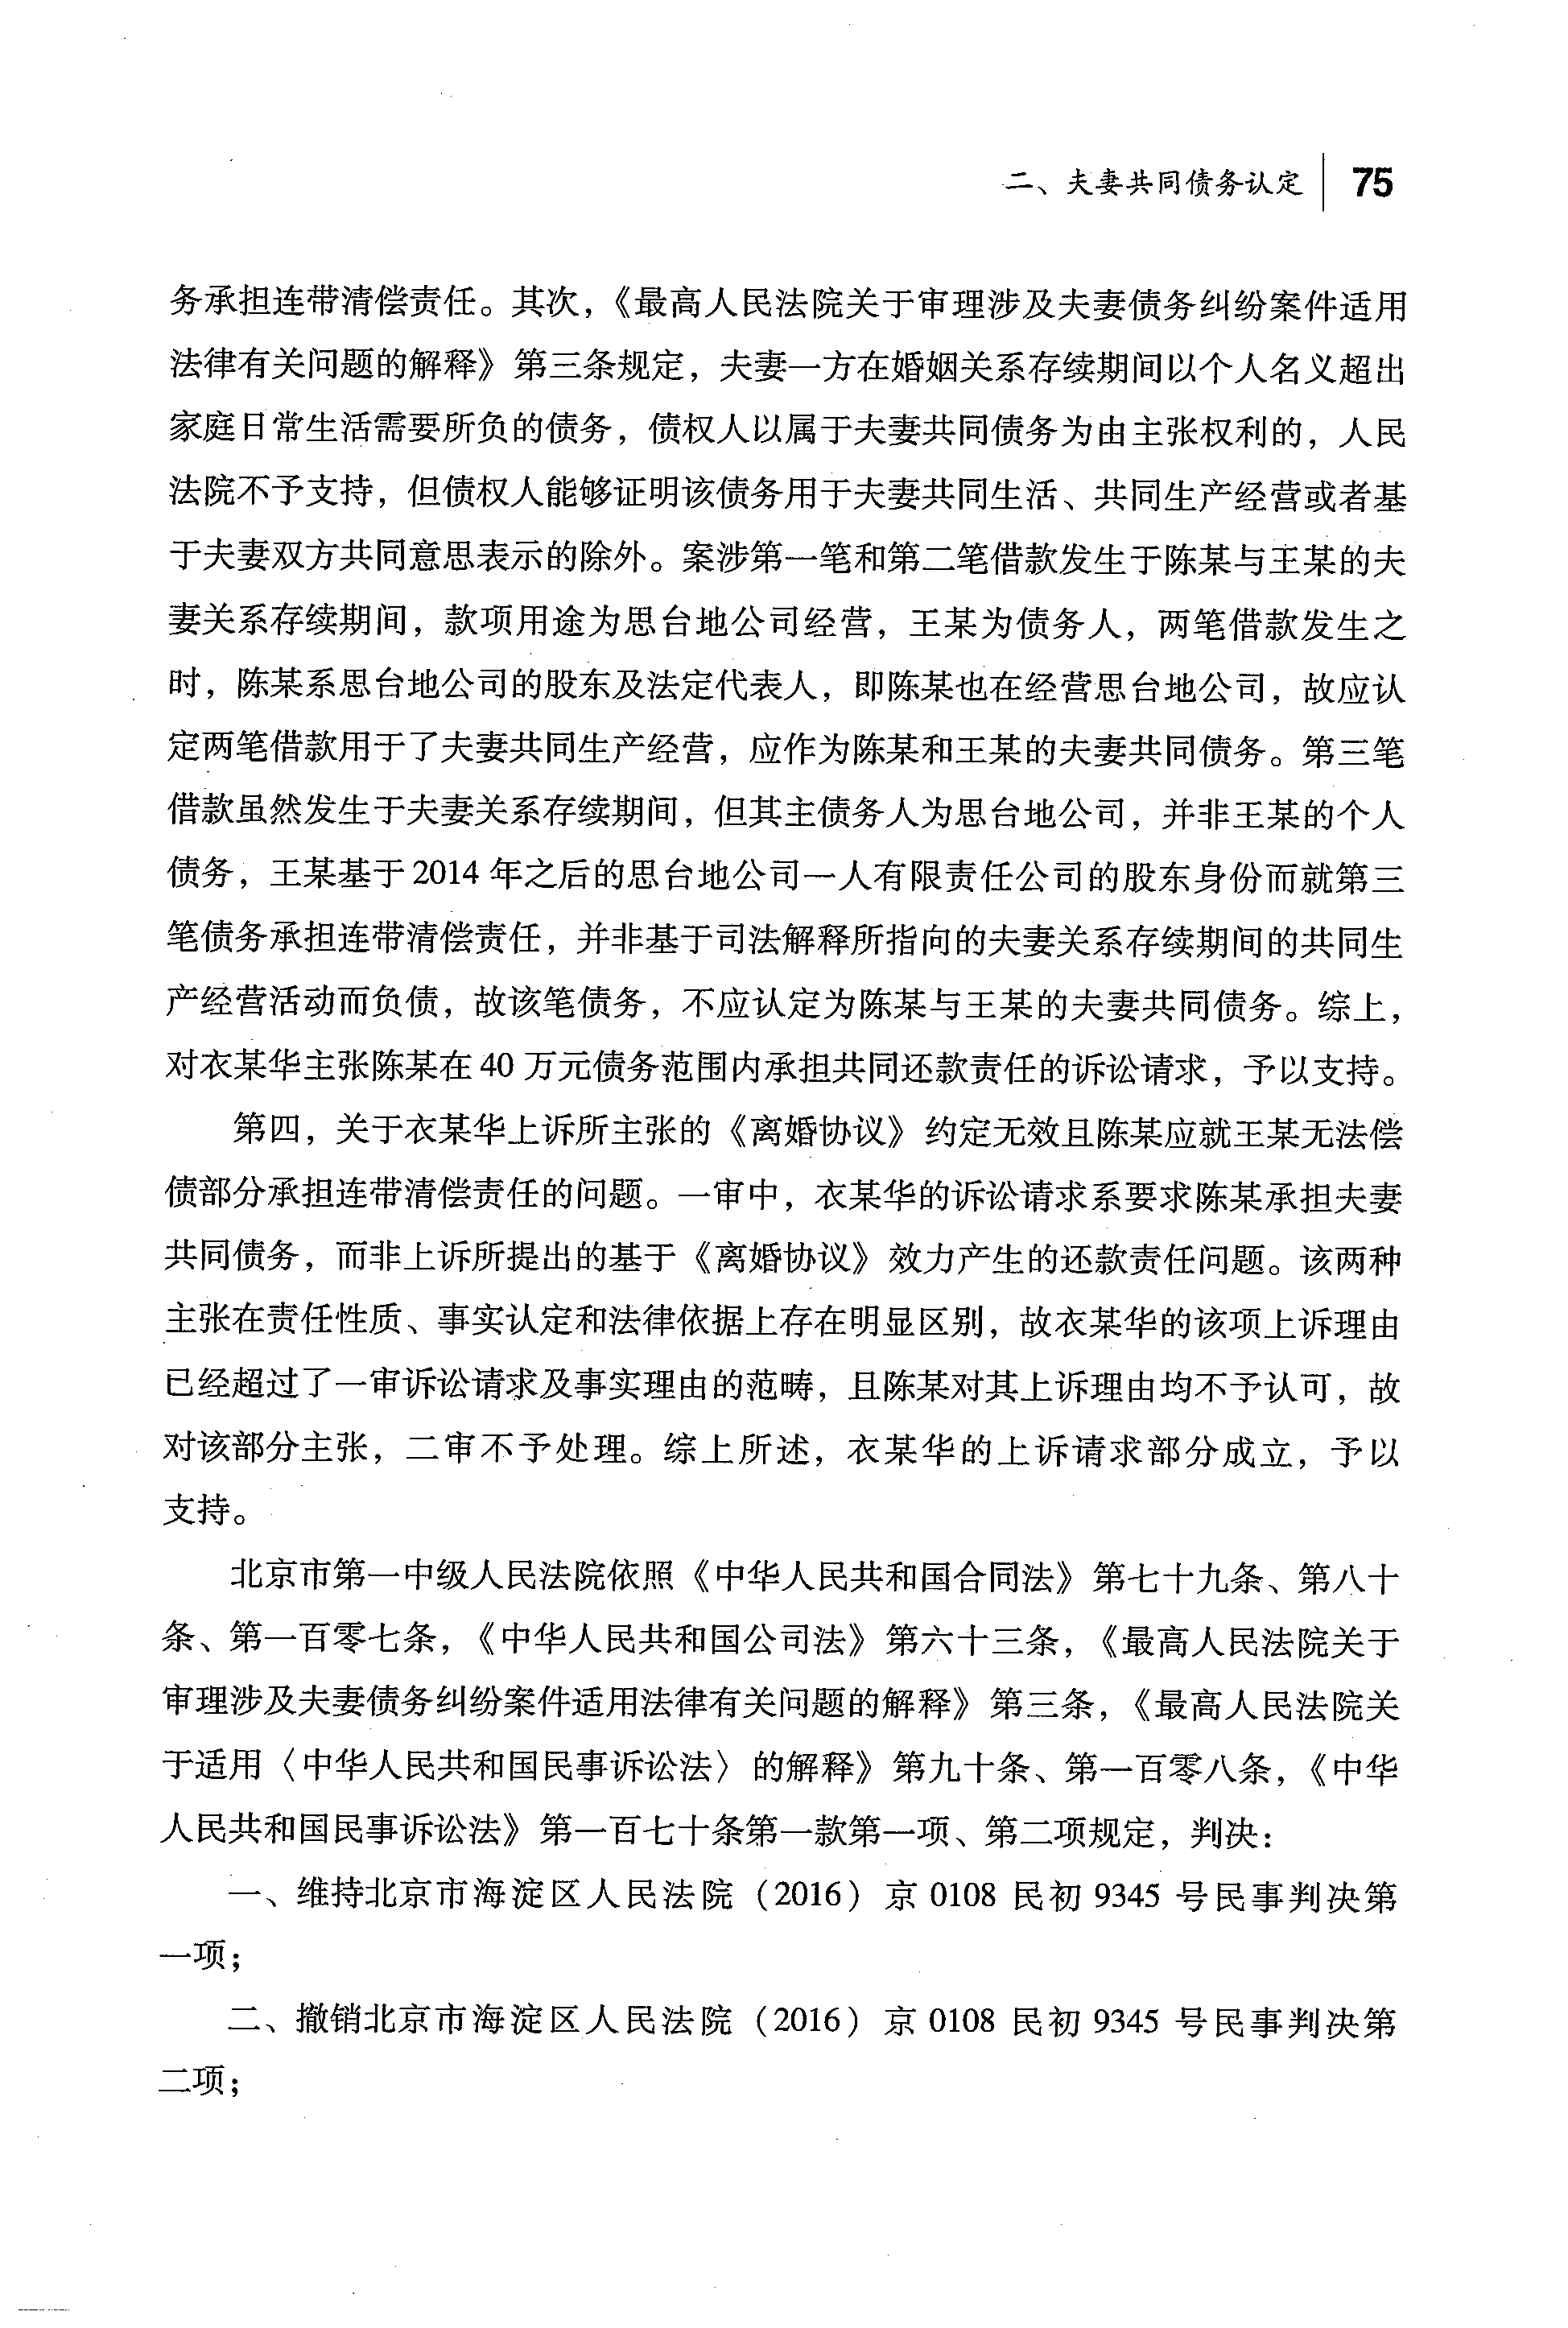 二、夫妻共同债务认定 75
务承担连带清偿责任。其次，《最高人民法院关于审理涉及夫妻债务纠纷案件适用
法律有关问题的解释》第三条规定，夫妻一方在婚姻关系存续期间以个人名义超出
家庭日常生活需要所负的债务，债权人以属于夫妻共同债务为由主张权利的，人民
法院不予支持，但债权人能够证明该债务用于夫妻共同生活、共同生产经营或者基
于夫妻双方共同意思表示的除外。案涉第一笔和第二笔借款发生于陈某与王某的夫
妻关系存续期间，款项用途为思台地公司经营，王某为债务人，两笔借款发生之
时，陈某系思台地公司的股东及法定代表人，即陈某也在经营思台地公司，故应认
定两笔借款用于了夫妻共同生产经营，应作为陈某和王某的夫妻共同债务。第三笔
借款虽然发生于夫妻关系存续期间，但其主债务人为思台地公司，并非王某的个人
债务，王某基于 2014 年之后的思台地公司一人有限责任公司的股东身份而就第三
笔债务承担连带清偿责任，并非基于司法解释所指向的夫妻关系存续期间的共同生
产经营活动而负债，故该笔债务，不应认定为陈某与王某的夫妻共同债务。综上，
对衣某华主张陈某在 40 万元债务范围内承担共同还款责任的诉讼请求，予以支持。
第四，关于衣某华上诉所主张的《离婚协议》约定无效且陈某应就王某无法偿
债部分承担连带清偿责任的问题。一审中，衣某华的诉讼请求系要求陈某承担夫妻
共同债务，而非上诉所提出的基于《离婚协议》效力产生的还款责任问题。该两种
主张在责任性质、事实认定和法律依据上存在明显区别，故衣某华的该项上诉理由
已经超过了一审诉讼请求及事实理由的范畴，且陈某对其上诉理由均不予认可，故
对该部分主张，二审不予处理。综上所述，衣某华的上诉请求部分成立，予以
支持。
北京市第一中级人民法院依照《中华人民共和国合同法》第七十九条、第八十
条、第一百零七条，《中华人民共和国公司法》第六十三条，《最高人民法院关于
审理涉及夫妻债务纠纷案件适用法律有关问题的解释》第三条，《最高人民法院关
于适用〈中华人民共和国民事诉讼法〉的解释》第九十条、第一百零八条，《中华
人民共和国民事诉讼法》第一百七十条第一款第一项、第二项规定，判决：
一、维持北京市海淀区人民法院（2016）京 0108 民初 9345 号民事判决第
一项；
二、撤销北京市海淀区人民法院（2016）京 0108 民初 9345 号民事判决第
二项；